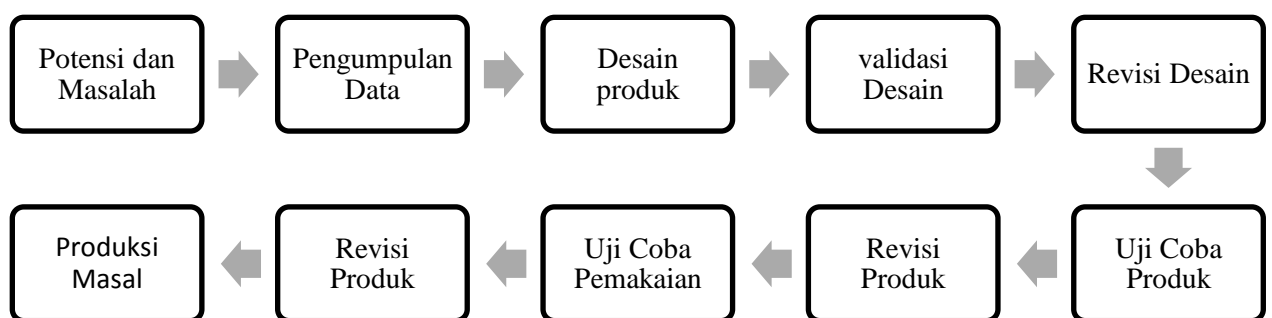 Potensi dan
Masalah
Pengumpulan
Data
Desain
produk
validasi
Desain
Revisi Desain
Uji Coba
Produk
Revisi
Produk
Uji Coba
Pemakaian
Revisi
Produk
Produksi
Masal